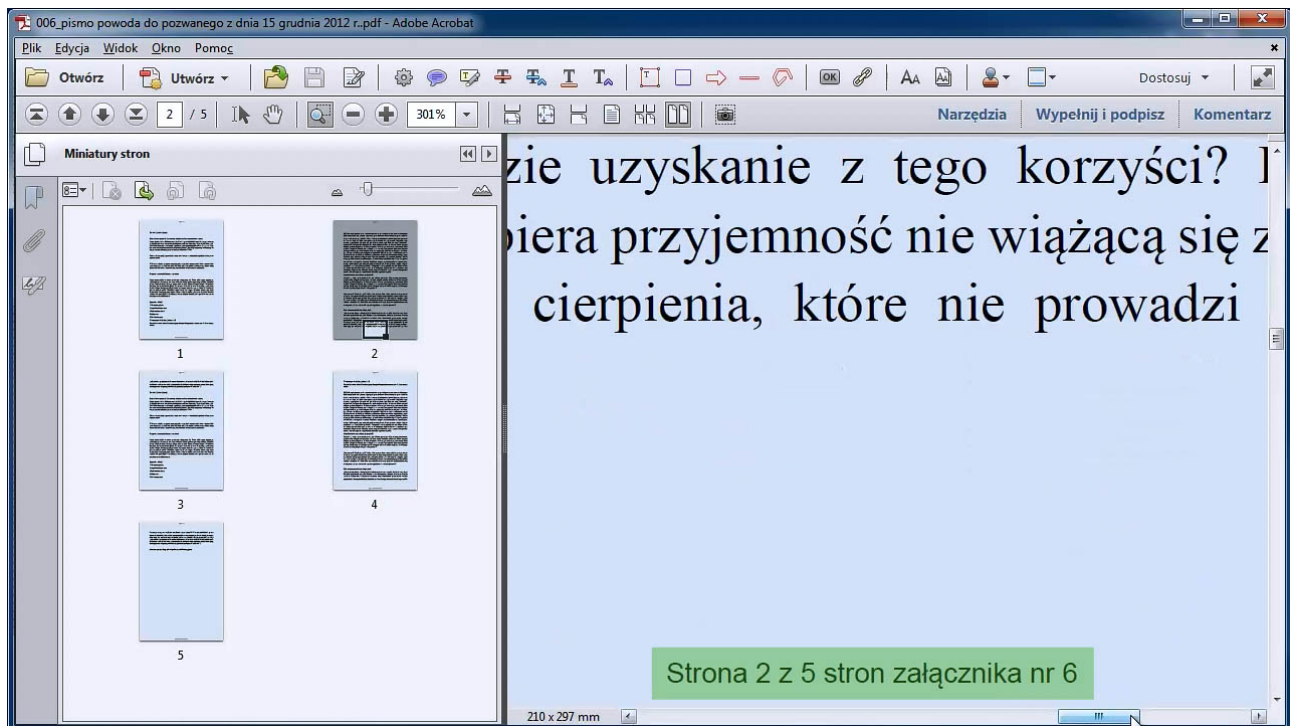 006_pismo powoda do pozwanego z dnia 15 grudnia 2012 r..pdf - Adobe Acrobat
Plik Edycja Widok Okno Pomoc
Otwórz Utwórz Dostosuj
2 / 5 301% Narzędzia Wypełnij i podpisz Komentarz
Miniatury stron
1 2
3 4
5
zie uzyskanie z tego korzyści?
piera przyjemność nie wiążącą się z
cierpienia, które nie prowadzi
Strona 2 z 5 stron załącznika nr 6
210 x 297 mm